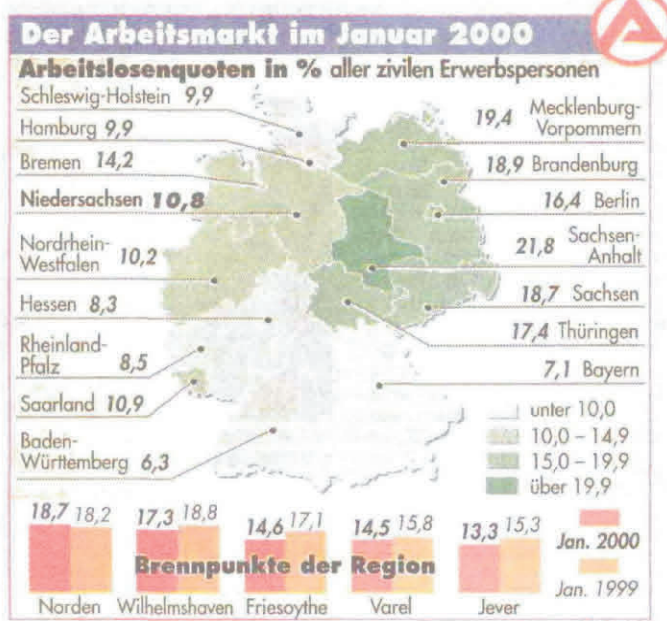 Der Arbeitsmarkt im Januar 2000
Arbeitslosenquoten in % aller zivilen Erwerbspersonen
Schleswig-Holstein 9,9
Hamburg 9,9
Bremen 14,2
Niedersachsen 10,8
Nordrhein-
Westfalen 10,2
Hessen 8,3
Rheinland-
Pfalz 8,5
Saarland 10,9
Baden-
Württemberg 6,3
19,4 Mecklenburg-
Vorpommern
18,9 Brandenburg
16,4 Berlin
21,8 Sachsen-
Anhalt
18,7 Sachsen
17,4 Thüringen
7,1 Bayern
unter 10,0
10,0 – 14,9
15,0 – 19,9
über 19,9
18,7 18,2
17,3 18,8
14,6 17,1
14,5 15,8
13,3 15,3
Jan. 2000
Jan. 1999
Brennpunkte der Region
Norden Wilhelmshaven Friesoythe Varel Jever